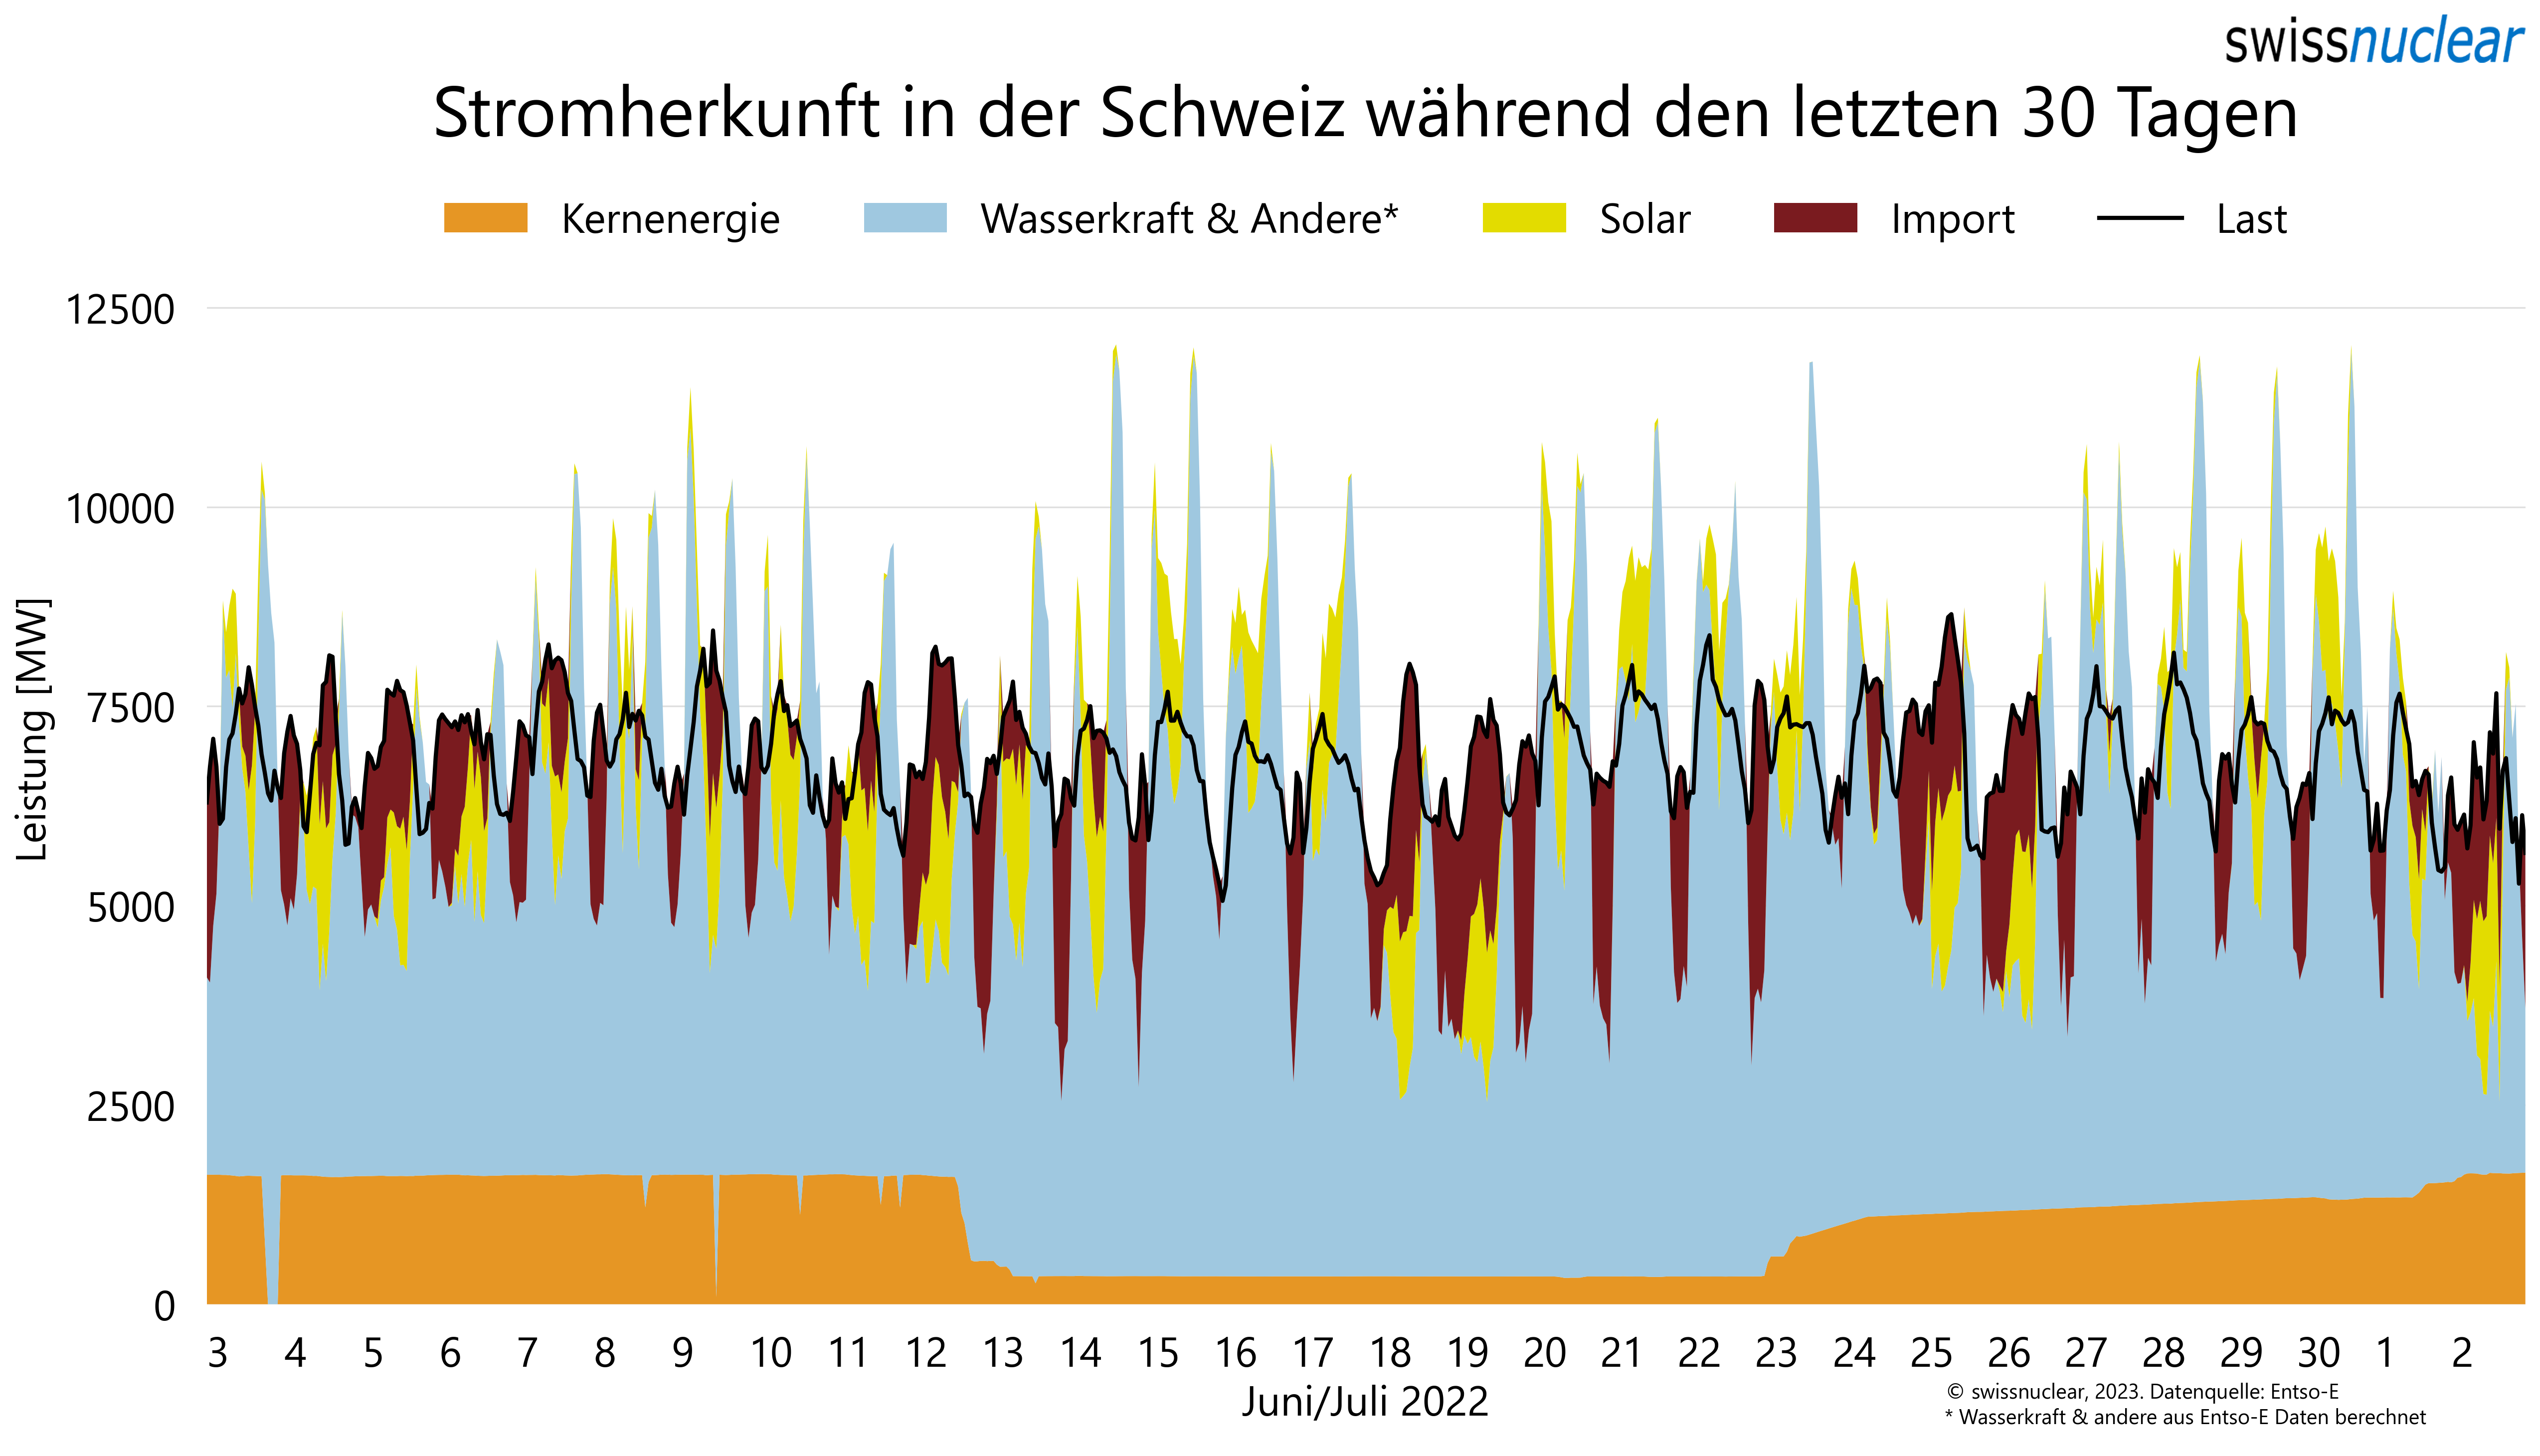 swissnuclear
Stromherkunft in der Schweiz während den letzten 30 Tagen
Kernenergie Wasserkraft & Andere* Solar Import Last
12500
10000
7500
5000
2500
0
Leistung [MW]
3 4 5 6 7 8 9 10 11 12 13 14 15 16 17 18 19 20 21 22 23 24 25 26 27 28 29 30 1 2
Juni/Juli 2022
© swissnuclear, 2023. Datenquelle: Entso-E
* Wasserkraft & andere aus Entso-E Daten berechnet